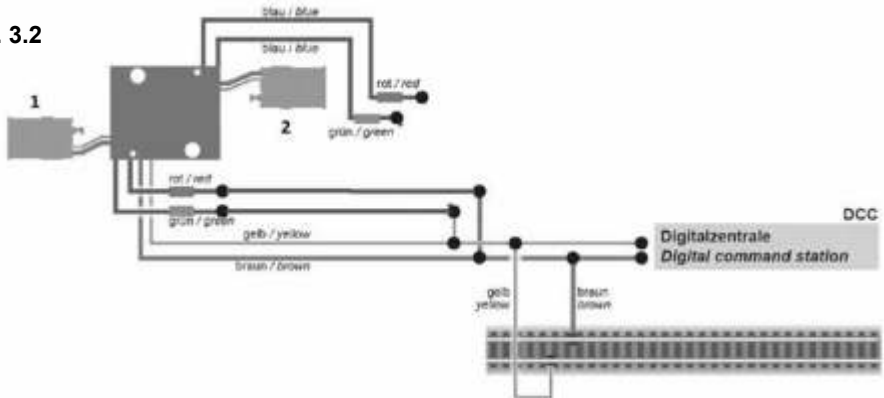 3.2
blau / blue
blau / blue
rot / red
grün / green
1
2
rot / red
grün / green
gelb / yellow
braun / brown
DCC
Digitalzentrale
Digital command station
gelb
yellow
braun
brown